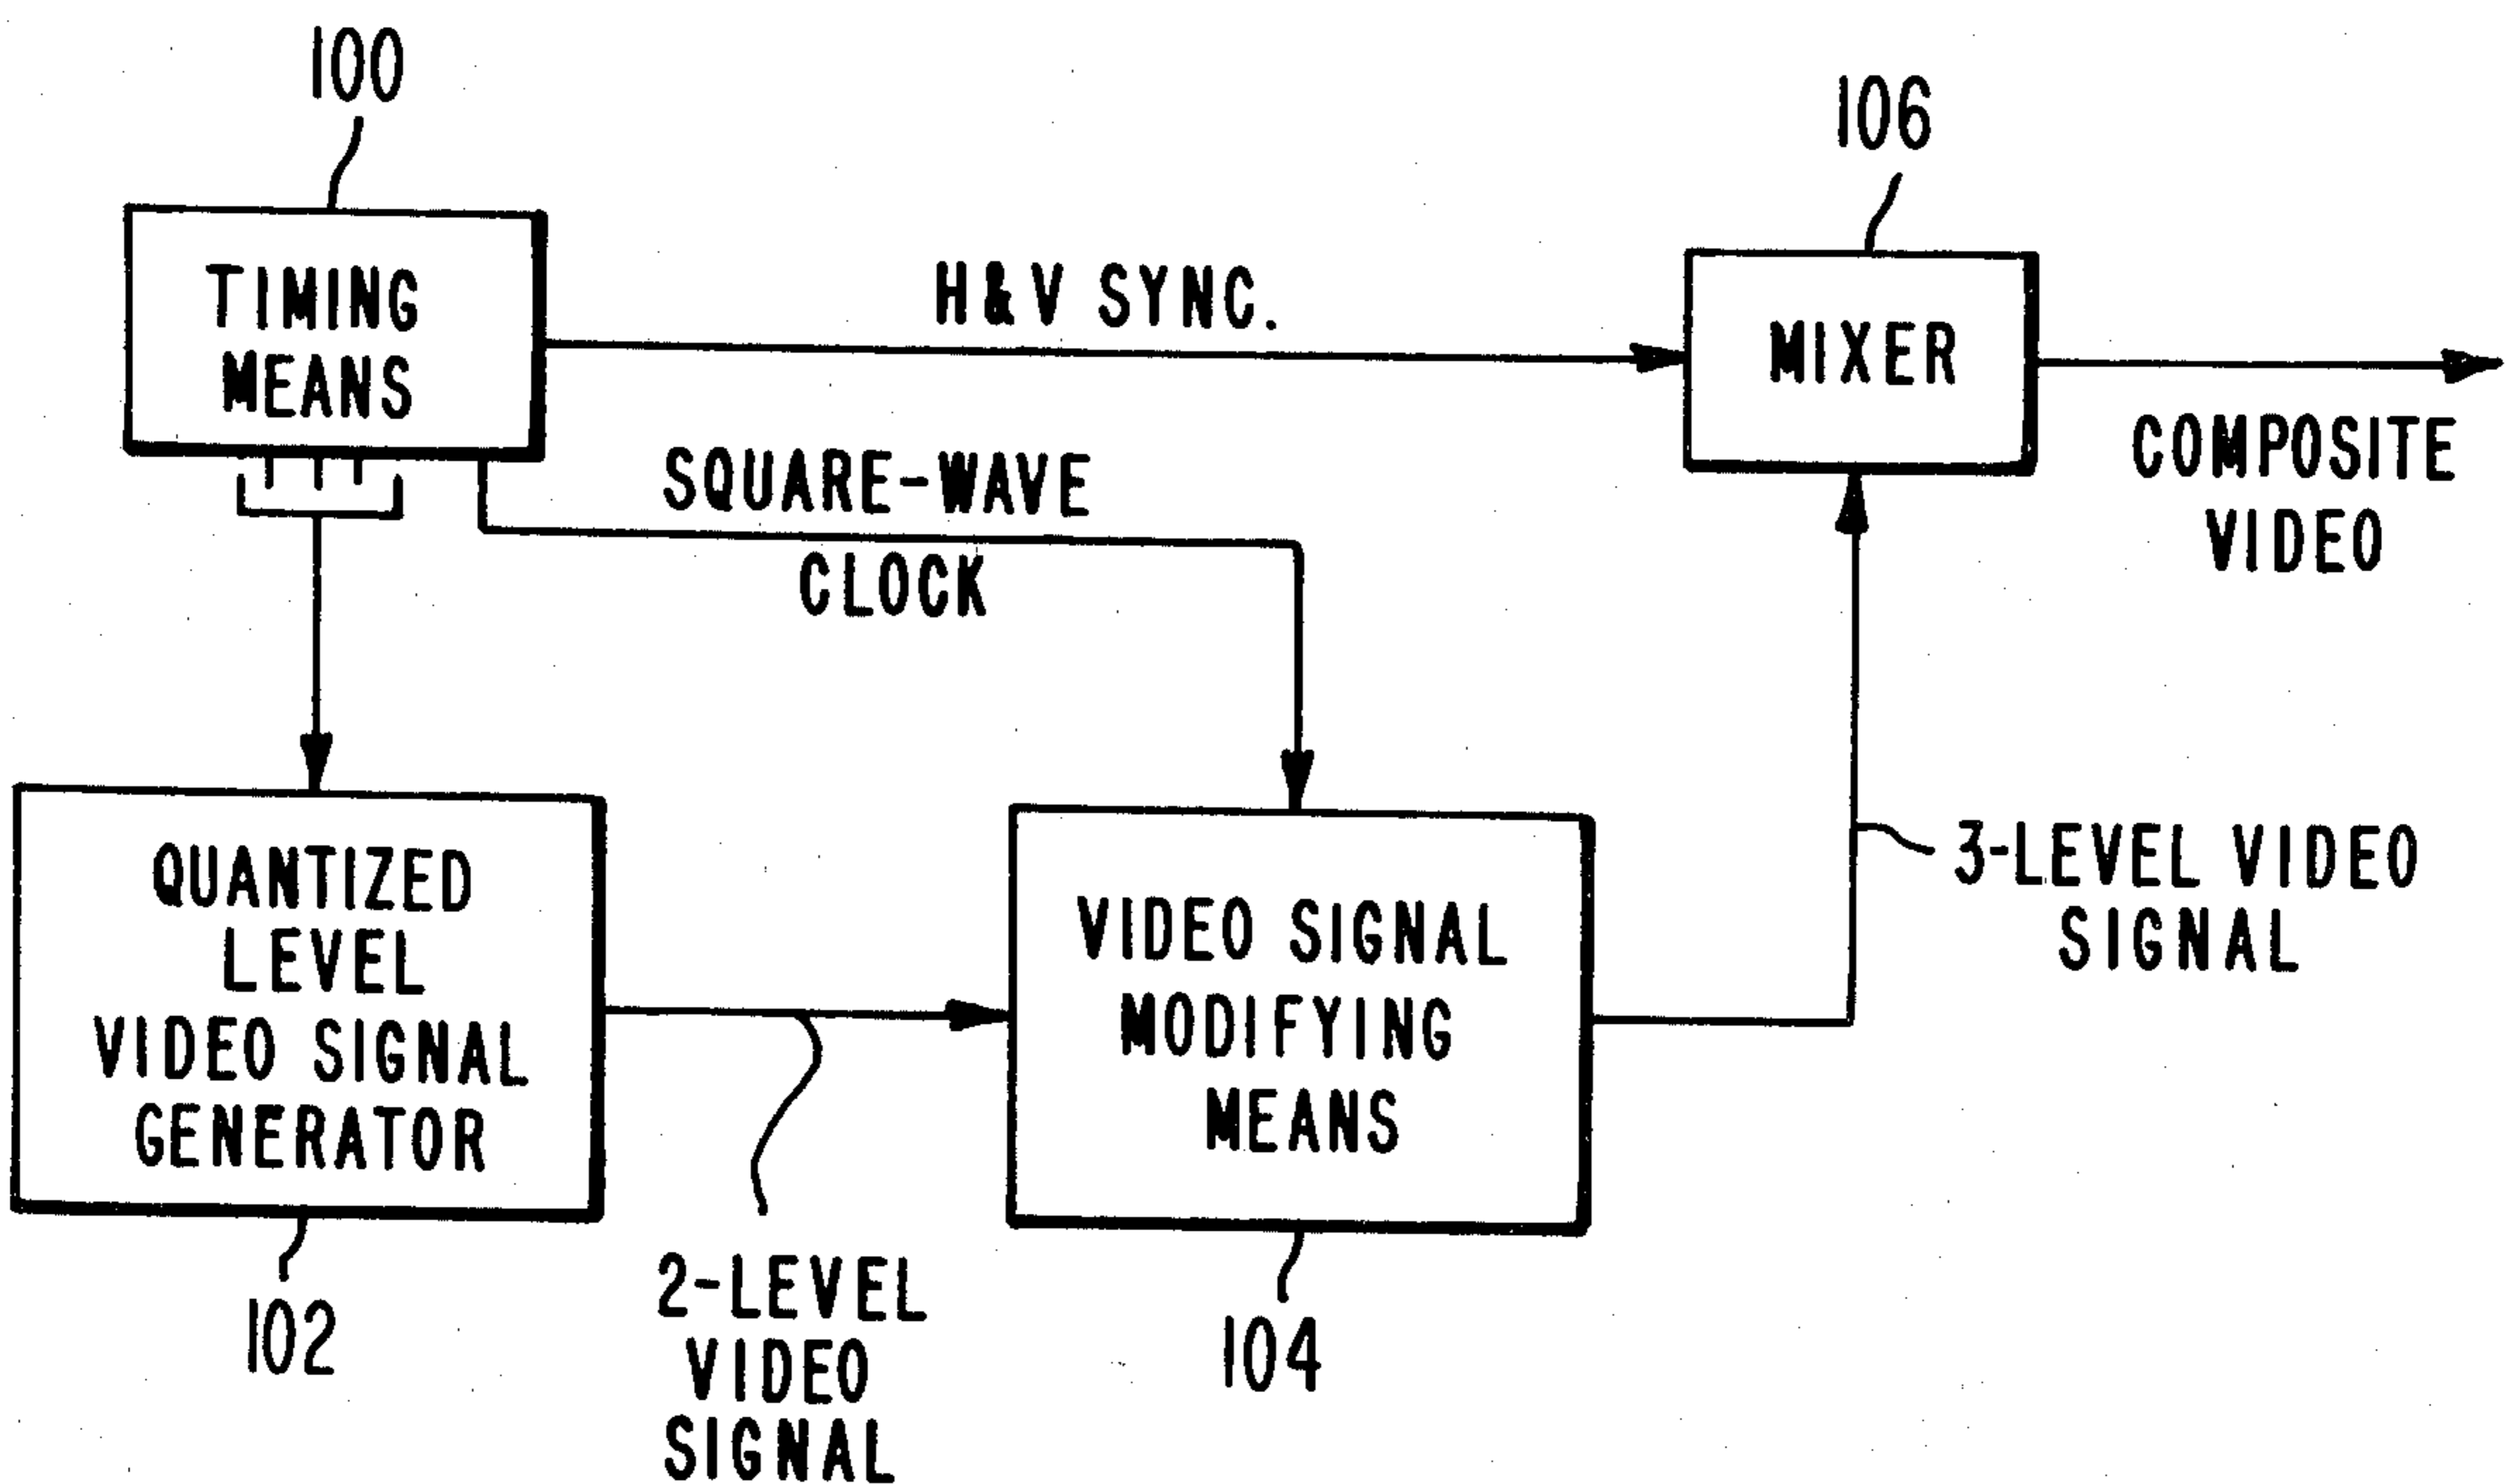 100
106
TIMING
MEANS
H&V SYNC.
MIXER
SQUARE-WAVE
CLOCK
COMPOSITE
VIDEO
QUANTIZED
LEVEL
VIDEO SIGNAL
GENERATOR
VIDEO SIGNAL
MODIFYING
MEANS
3-LEVEL VIDEO
SIGNAL
102
2-LEVEL
VIDEO
SIGNAL
104